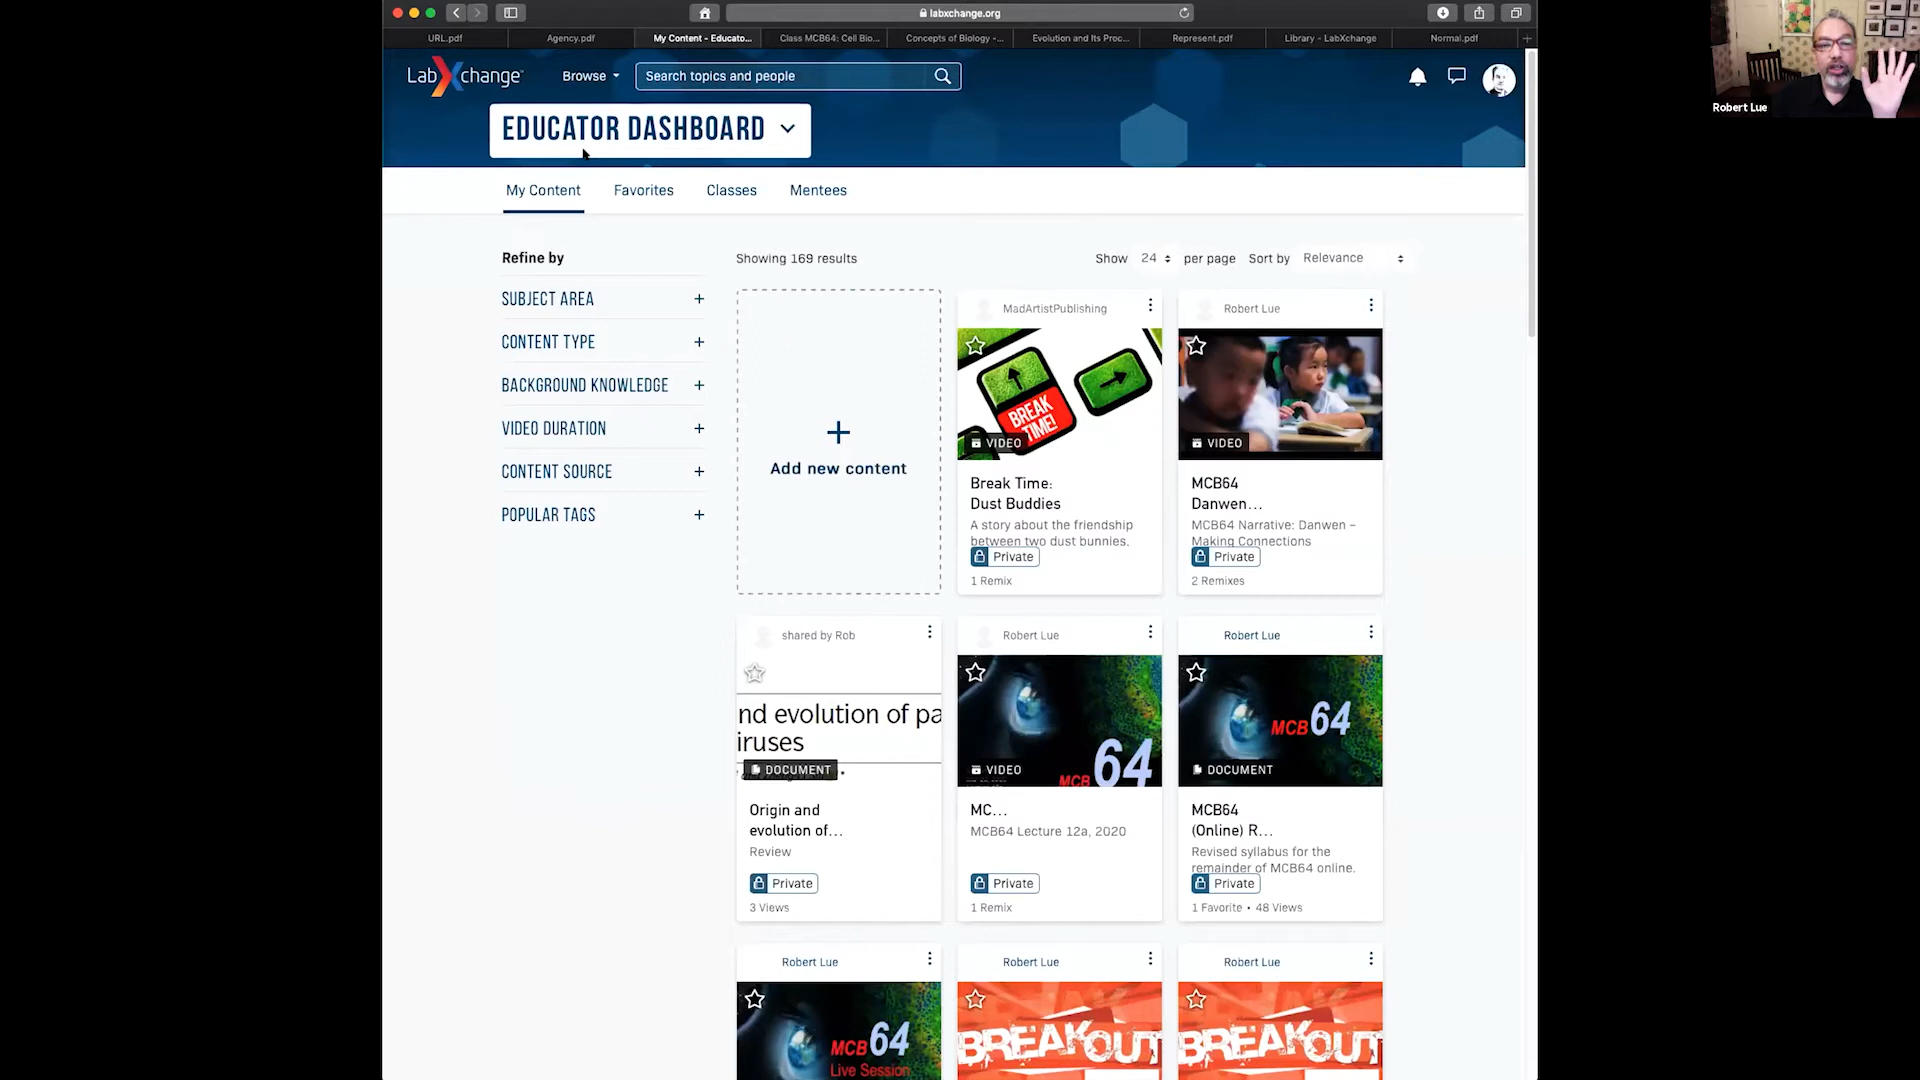 labxchange.org
URL.pdf
Agency.pdf
My Content - Educato...
Class MCB64: Cell Bio...
Concepts of Biology -...
Evolution and Its Proc...
Represent.pdf
Library - LabXchange
Normal.pdf
LabXchange
Browse
Search topics and people
Robert Lue
EDUCATOR DASHBOARD
My Content
Favorites
Classes
Mentees
Refine by
Showing 169 results
Show 24 per page
Sort by Relevance
SUBJECT AREA
CONTENT TYPE
BACKGROUND KNOWLEDGE
VIDEO DURATION
CONTENT SOURCE
POPULAR TAGS
Add new content
MadArtistPublishing
BREAK
TIME!
VIDEO
Break Time:
Dust Buddies
A story about the friendship
between two dust bunnies.
Private
1 Remix
Robert Lue
VIDEO
MCB64
Danwen...
MCB64 Narrative: Danwen –
Making Connections
Private
2 Remixes
shared by Rob
nd evolution of pa
iruses
DOCUMENT
Origin and
evolution of...
Review
Private
3 Views
Robert Lue
MCB 64
VIDEO
MC...
MCB64 Lecture 12a, 2020
Private
1 Remix
Robert Lue
MCB 64
DOCUMENT
MCB64
(Online) R...
Revised syllabus for the
remainder of MCB64 online.
Private
1 Favorite • 48 Views
Robert Lue
MCB 64
Live Session
Robert Lue
BREAKOUT
Robert Lue
BREAKOUT